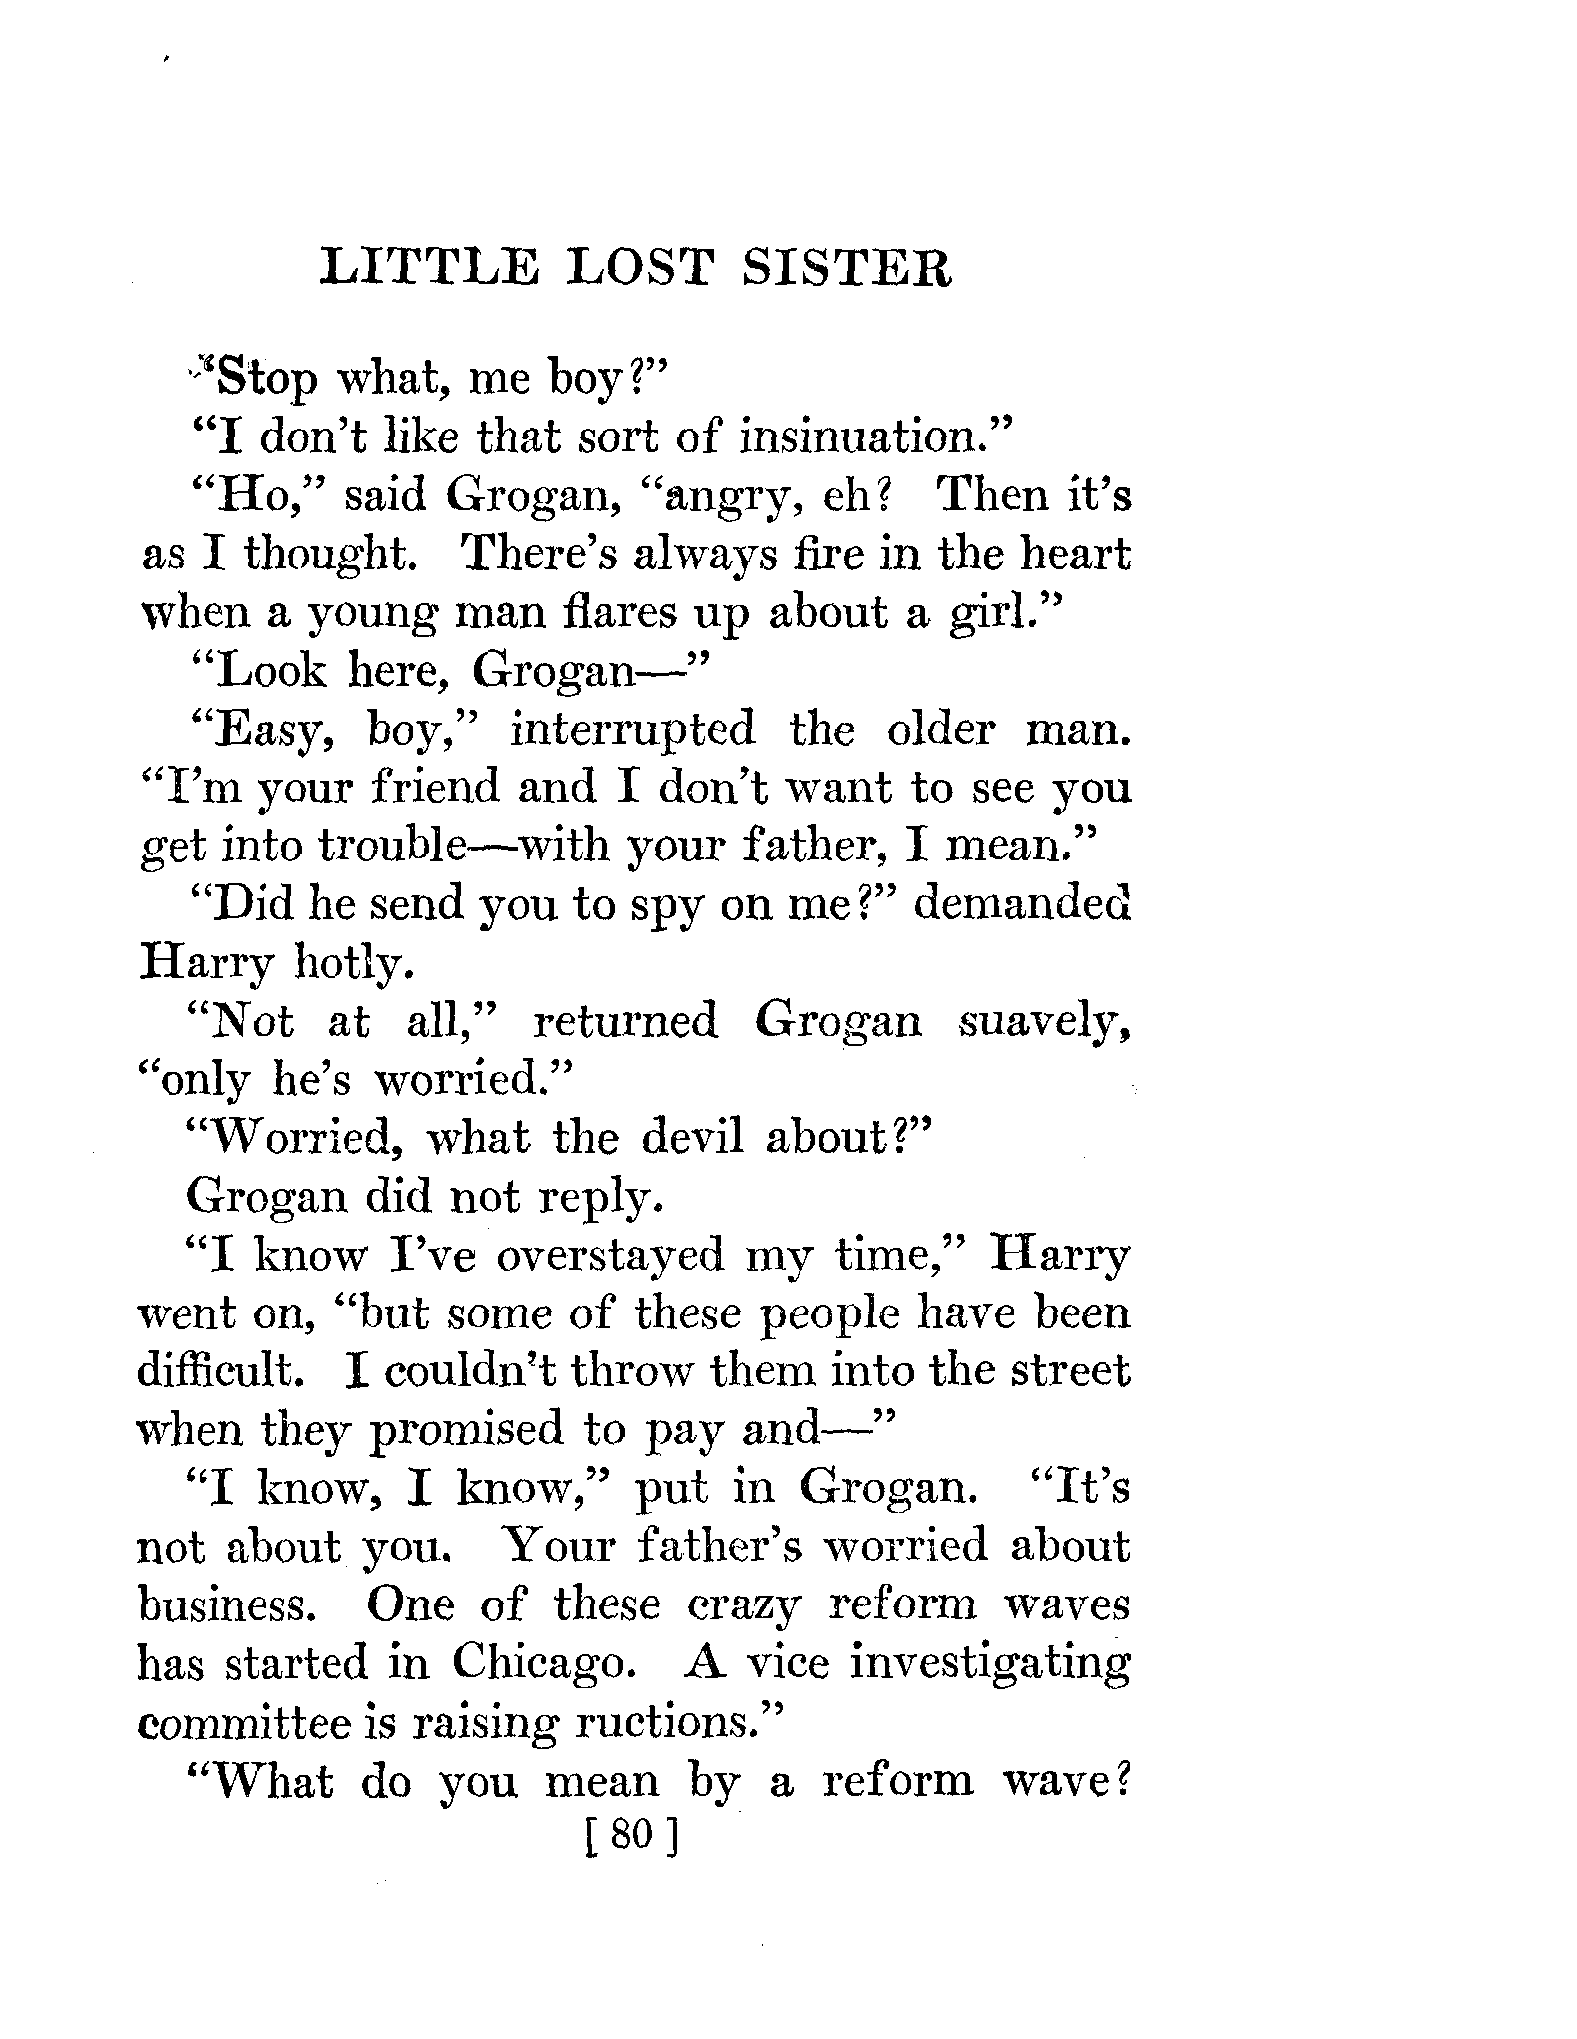 LITTLE LOST SISTER
“Stop what, me boy?”
“I don’t like that sort of insinuation.”
“Ho,” said Grogan, “angry, eh? Then it’s
as I thought. There’s always fire in the heart
when a young man flares up about a girl.”
“Look here, Grogan—”
“Easy, boy,” interrupted the older man.
“I’m your friend and I don’t want to see you
get into trouble—with your father, I mean.”
“Did he send you to spy on me?” demanded
Harry hotly.
“Not at all,” returned Grogan suavely,
“only he’s worried.”
“Worried, what the devil about?”
Grogan did not reply.
“I know I’ve overstayed my time,” Harry
went on, “but some of these people have been
difficult. I couldn’t throw them into the street
when they promised to pay and—”
“I know, I know,” put in Grogan. “It’s
not about you. Your father’s worried about
business. One of these crazy reform waves
has started in Chicago. A vice investigating
committee is raising ructions.”
“What do you mean by a reform wave?
[ 80 ]